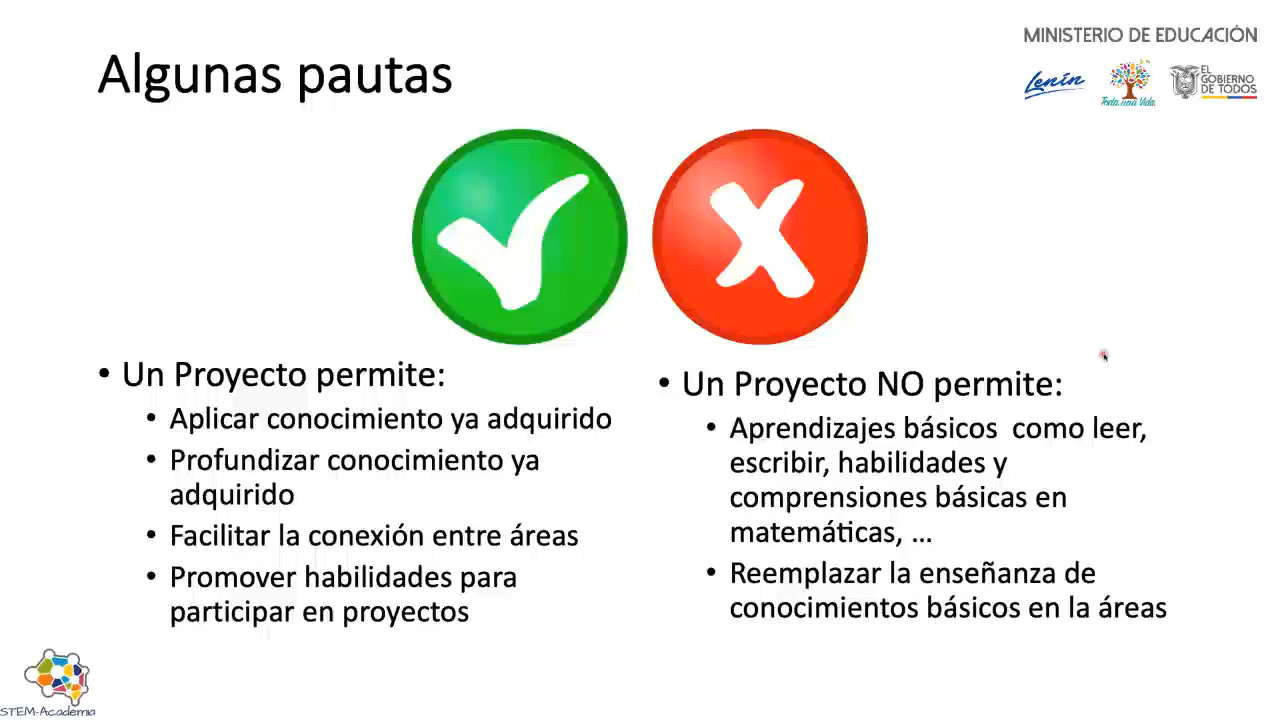 Algunas pautas
MINISTERIO DE EDUCACIÓN
Lenín
Toda una Vida
EL
GOBIERNO
DE TODOS
• Un Proyecto permite:
• Aplicar conocimiento ya adquirido
• Profundizar conocimiento ya
adquirido
• Facilitar la conexión entre áreas
• Promover habilidades para
participar en proyectos
• Un Proyecto NO permite:
• Aprendizajes básicos como leer,
escribir, habilidades y
comprensiones básicas en
matemáticas, ...
• Reemplazar la enseñanza de
conocimientos básicos en la áreas
STEM-Academia